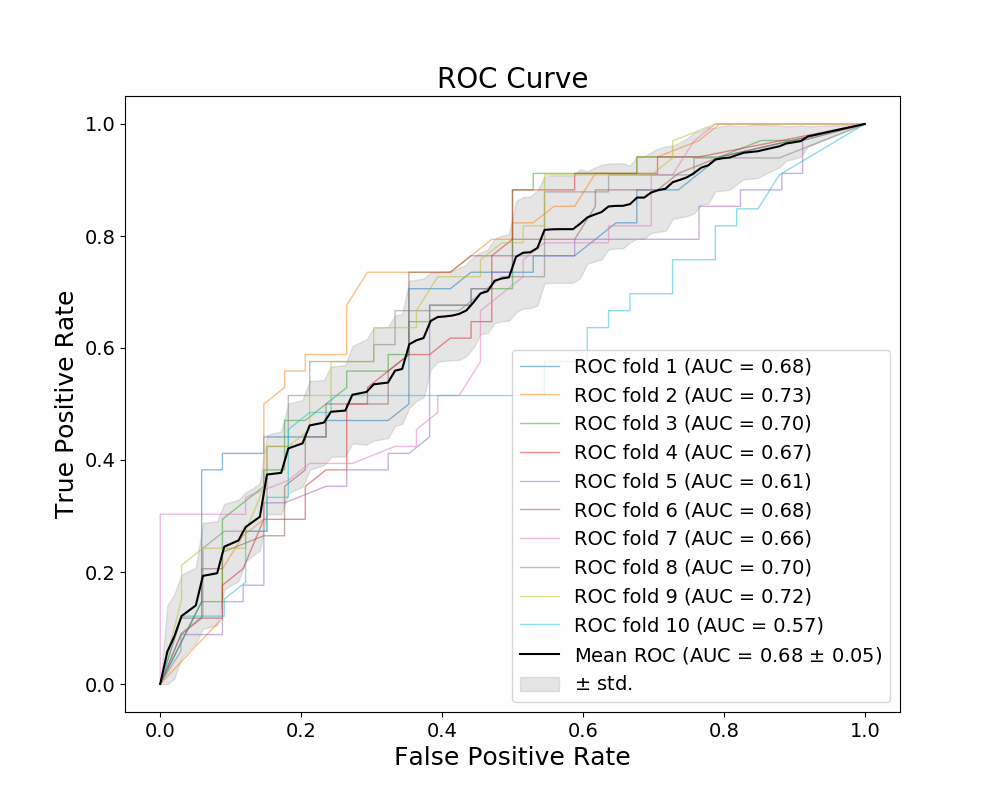 ROC Curve
True Positive Rate
1.0
0.8
0.6
0.4
0.2
0.0
ROC fold 1 (AUC = 0.68)
ROC fold 2 (AUC = 0.73)
ROC fold 3 (AUC = 0.70)
ROC fold 4 (AUC = 0.67)
ROC fold 5 (AUC = 0.61)
ROC fold 6 (AUC = 0.68)
ROC fold 7 (AUC = 0.66)
ROC fold 8 (AUC = 0.70)
ROC fold 9 (AUC = 0.72)
ROC fold 10 (AUC = 0.57)
Mean ROC (AUC = 0.68 ± 0.05)
± std.
0.0 0.2 0.4 0.6 0.8 1.0
False Positive Rate